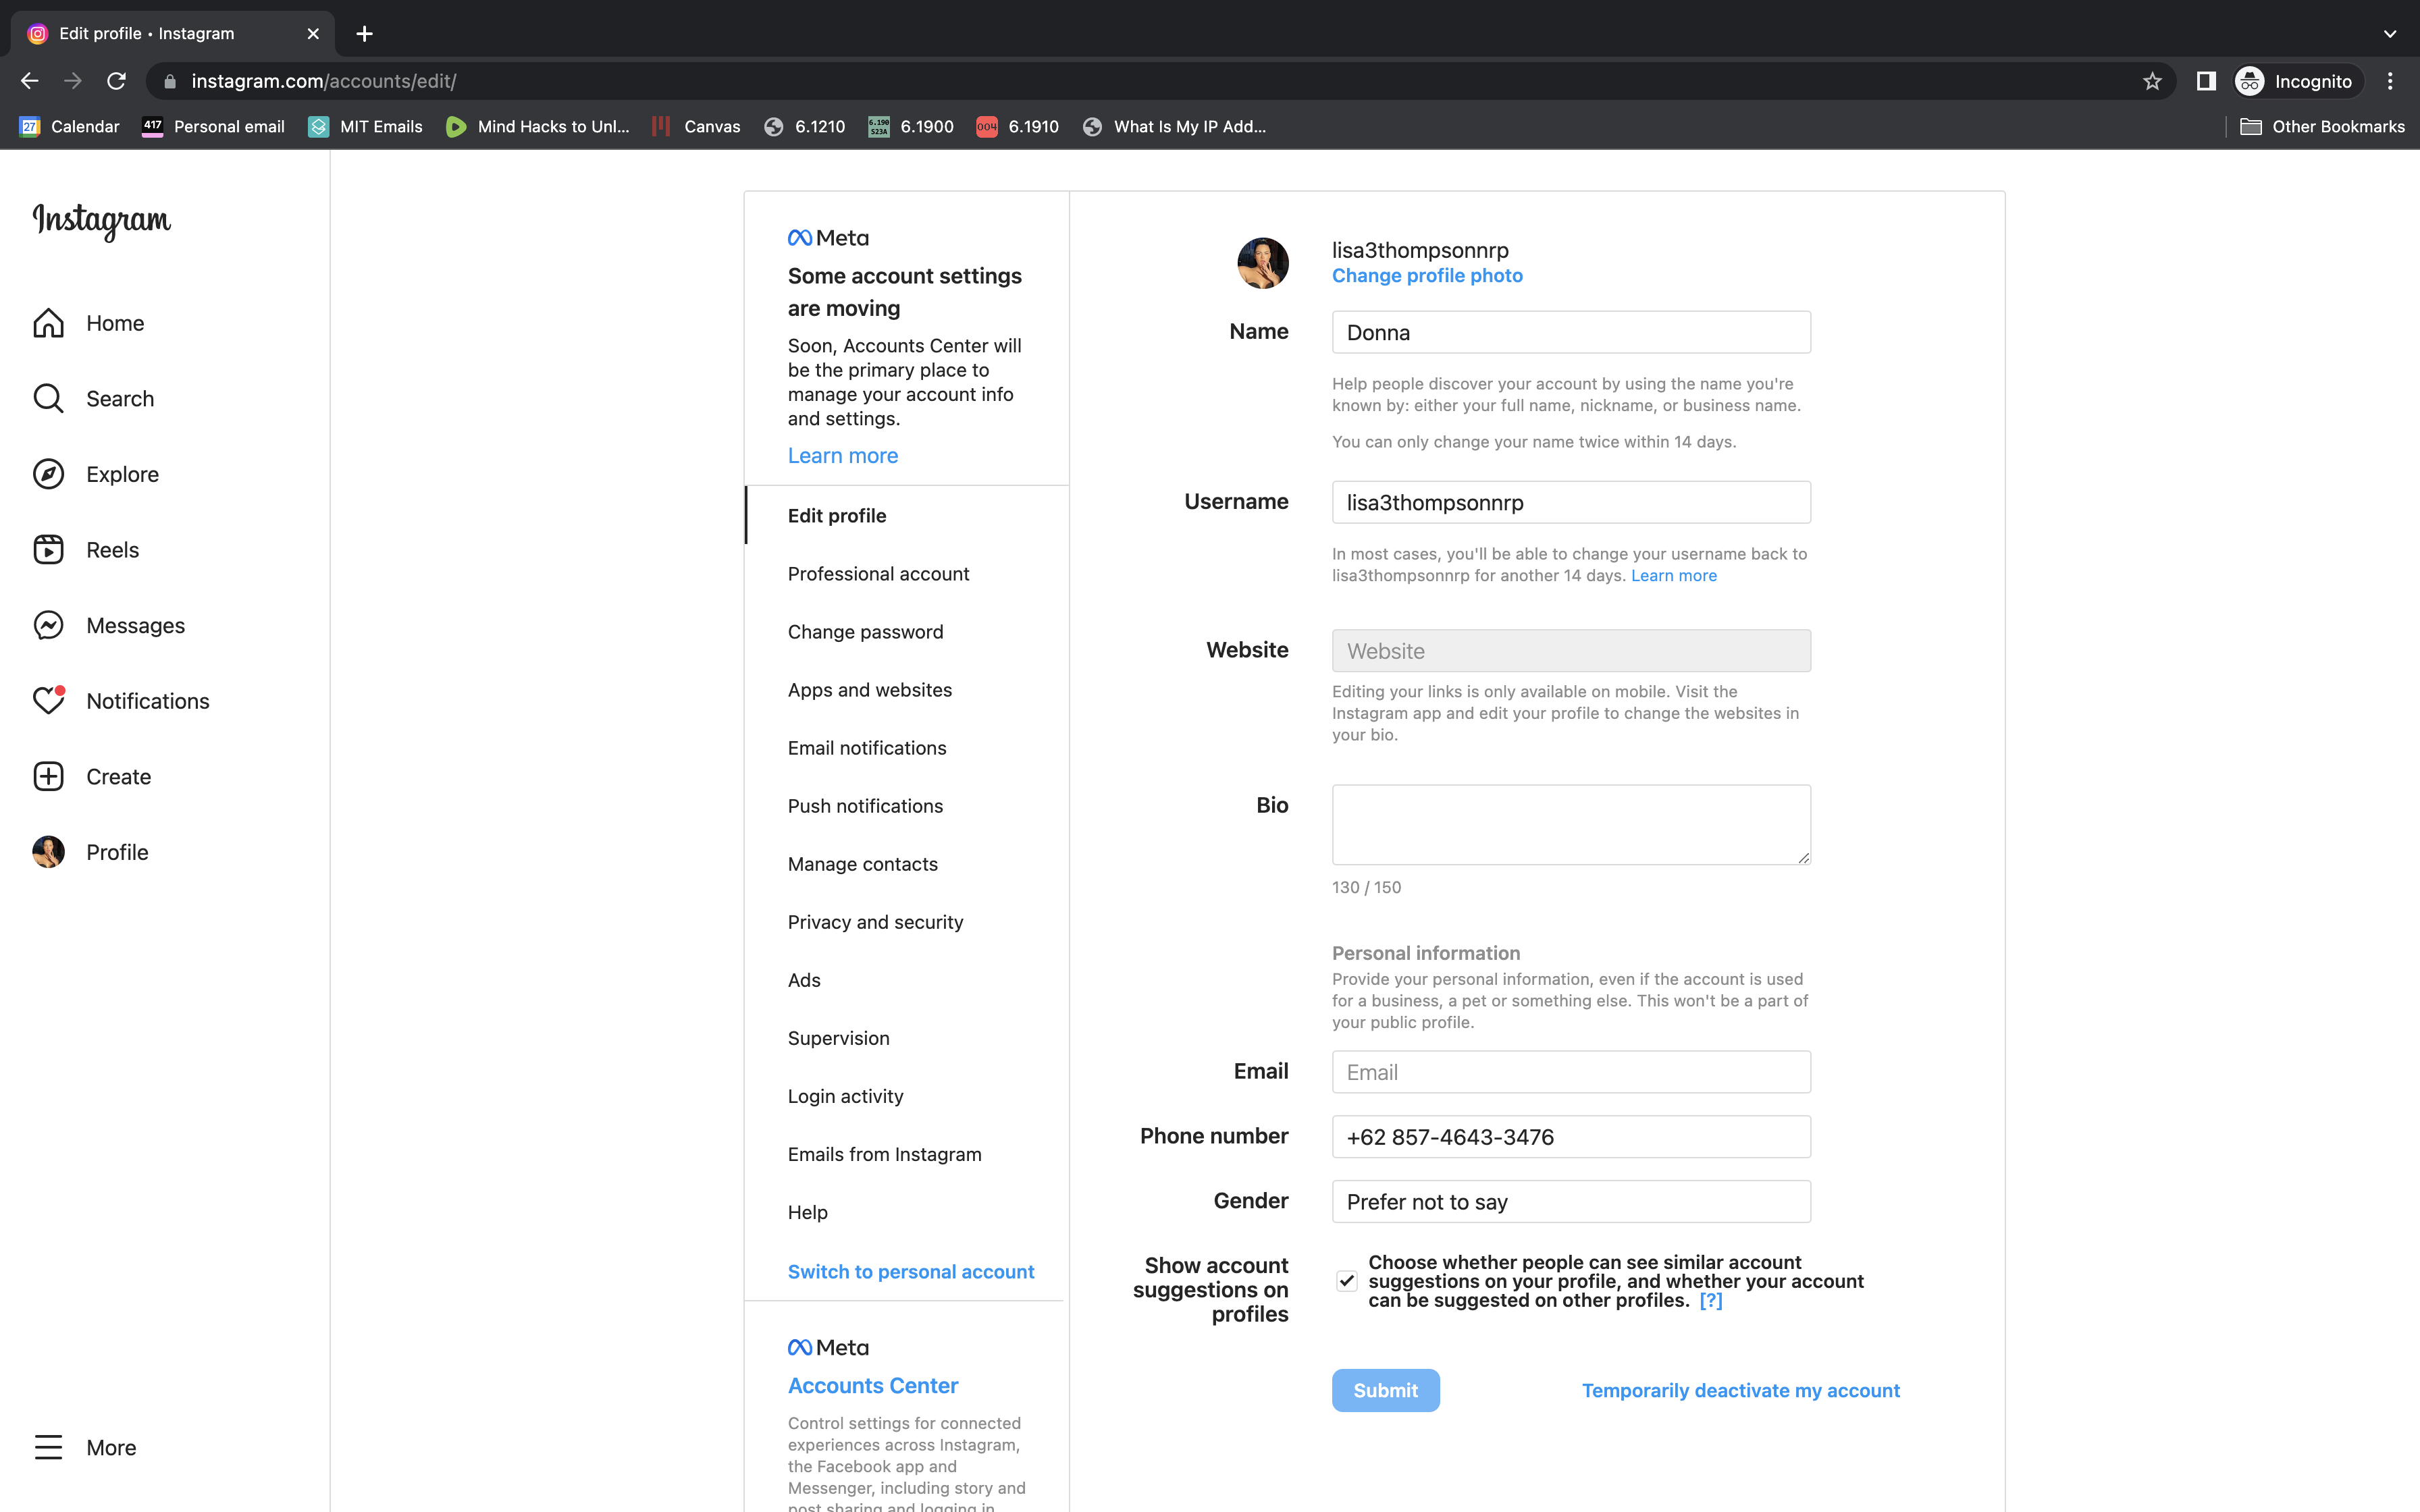 Edit profile • Instagram
instagram.com/accounts/edit/
Incognito
Calendar
417
Personal email
MIT Emails
Mind Hacks to Unl...
Canvas
6.1210
6.190
S23A
6.1900
004
6.1910
What Is My IP Add...
Other Bookmarks
27
Instagram
Home
Search
Explore
Reels
Messages
Notifications
Create
Profile
More
Meta
Some account settings
are moving
Soon, Accounts Center will
be the primary place to
manage your account info
and settings.
Learn more
Edit profile
Professional account
Change password
Apps and websites
Email notifications
Push notifications
Manage contacts
Privacy and security
Ads
Supervision
Login activity
Emails from Instagram
Help
Switch to personal account
Meta
Accounts Center
Control settings for connected
experiences across Instagram,
the Facebook app and
Messenger, including story and
post sharing and logging in.
lisa3thompsonnrp
Change profile photo
Name
Donna
Help people discover your account by using the name you're
known by: either your full name, nickname, or business name.
You can only change your name twice within 14 days.
Username
lisa3thompsonnrp
In most cases, you'll be able to change your username back to
lisa3thompsonnrp for another 14 days. Learn more
Website
Website
Editing your links is only available on mobile. Visit the
Instagram app and edit your profile to change the websites in
your bio.
Bio
130 / 150
Personal information
Provide your personal information, even if the account is used
for a business, a pet or something else. This won't be a part of
your public profile.
Email
Email
Phone number
+62 857-4643-3476
Gender
Prefer not to say
Show account
suggestions on
profiles
Choose whether people can see similar account
suggestions on your profile, and whether your account
can be suggested on other profiles. [?]
Submit
Temporarily deactivate my account